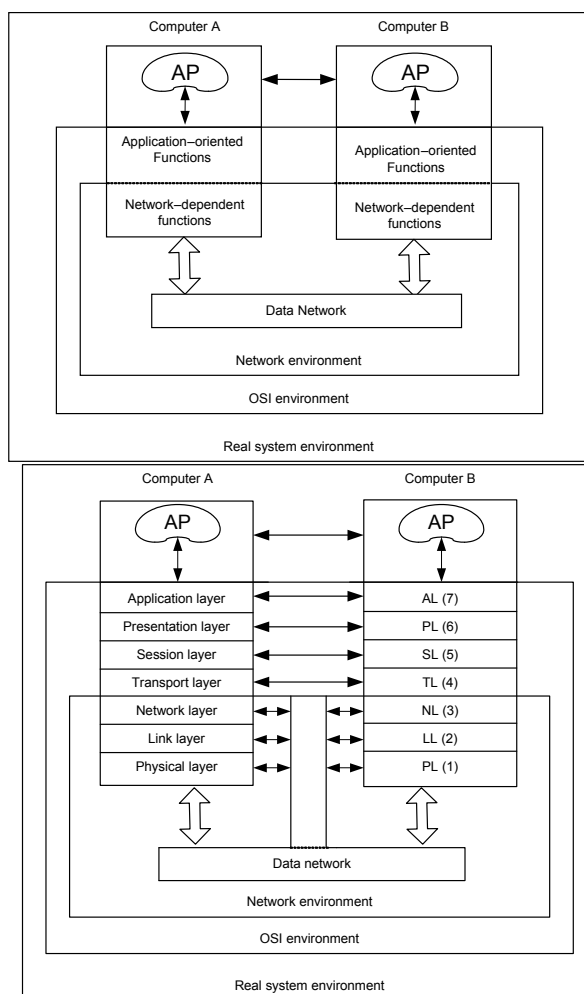 Computer A
Computer B
AP
AP
Application–oriented
Functions
Application–oriented
Functions
Network–dependent
functions
Network–dependent
functions
Data Network
Network environment
OSI environment
Real system environment
Computer A
Computer B
AP
AP
Application layer
AL (7)
Presentation layer
PL (6)
Session layer
SL (5)
Transport layer
TL (4)
Network layer
NL (3)
Link layer
LL (2)
Physical layer
PL (1)
Data network
Network environment
OSI environment
Real system environment